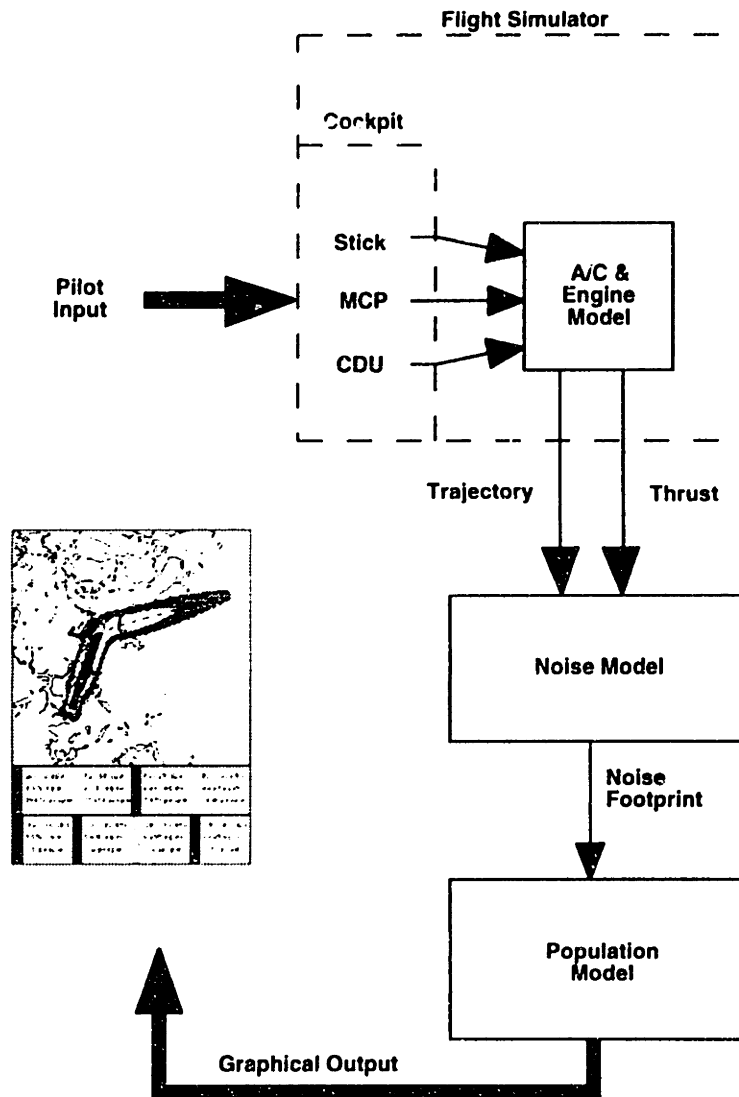 Flight Simulator
Cockpit
Stick
MCP
CDU
Pilot
Input
A/C &
Engine
Model
Trajectory
Thrust
Noise Model
Noise
Footprint
Population
Model
Graphical Output